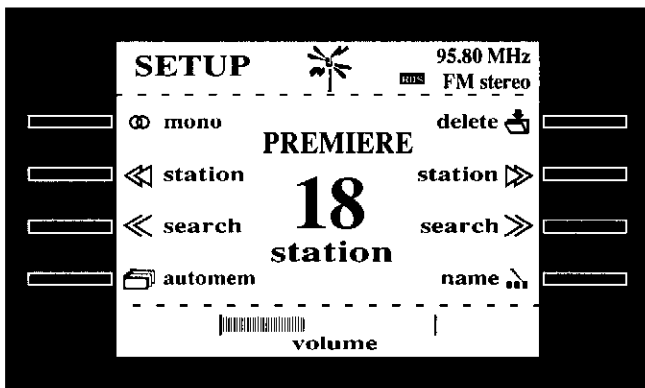 SETUP
95.80 MHz
RDS FM stereo
mono
delete
PREMIERE
station
station
18
search
search
station
automem
name
volume